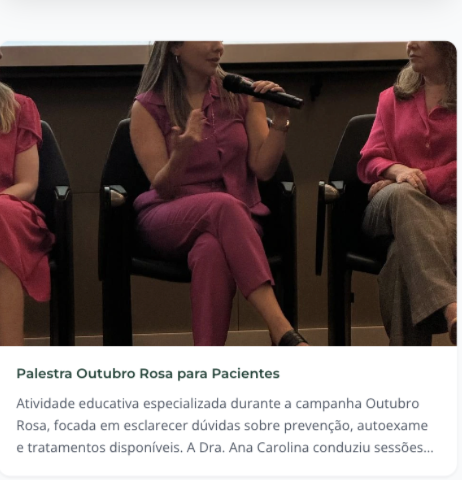 Palestra Outubro Rosa para Pacientes
Atividade educativa especializada durante a campanha Outubro
Rosa, focada em esclarecer dúvidas sobre prevenção, autoexame
e tratamentos disponíveis. A Dra. Ana Carolina conduziu sessões...